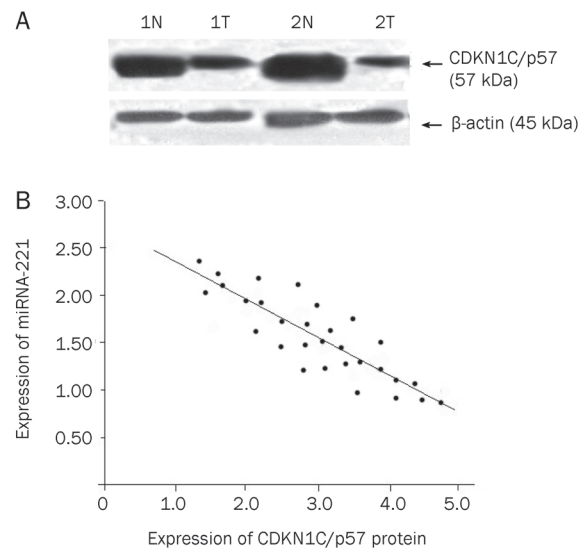 A
1N 1T 2N 2T
CDKN1C/p57
(57 kDa)
β-actin (45 kDa)
B
Expression of miRNA-221
3.00
2.50
2.00
1.50
1.00
0.50
0 1.0 2.0 3.0 4.0 5.0
Expression of CDKN1C/p57 protein